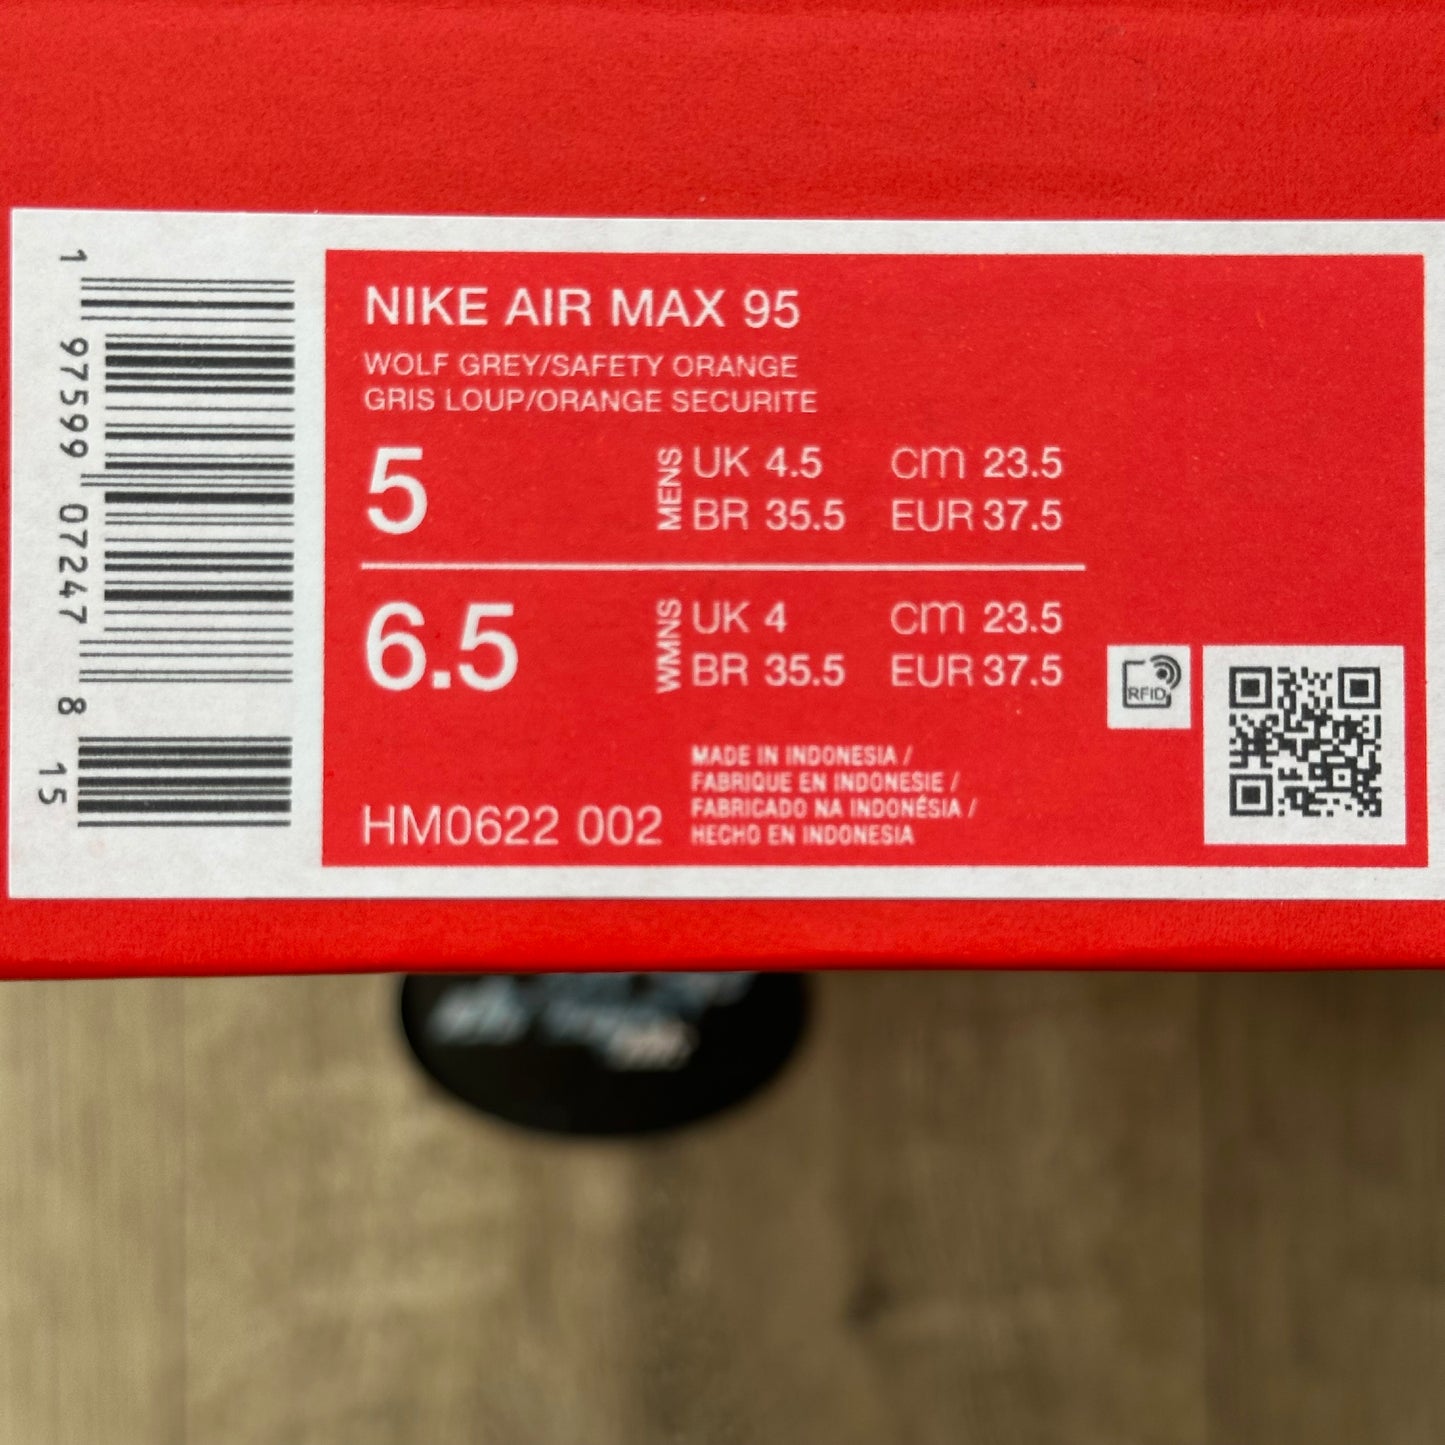 1 97599 07247 8
15
NIKE AIR MAX 95
WOLF GREY/SAFETY ORANGE
GRIS LOUP/ORANGE SECURITE
5 MENS UK 4.5 cm 23.5
BR 35.5 EUR 37.5
6.5 WMNS UK 4 cm 23.5
BR 35.5 EUR 37.5
RFID
MADE IN INDONESIA /
FABRIQUE EN INDONESIE /
FABRICADO NA INDONÉSIA /
HECHO EN INDONESIA
HM0622 002